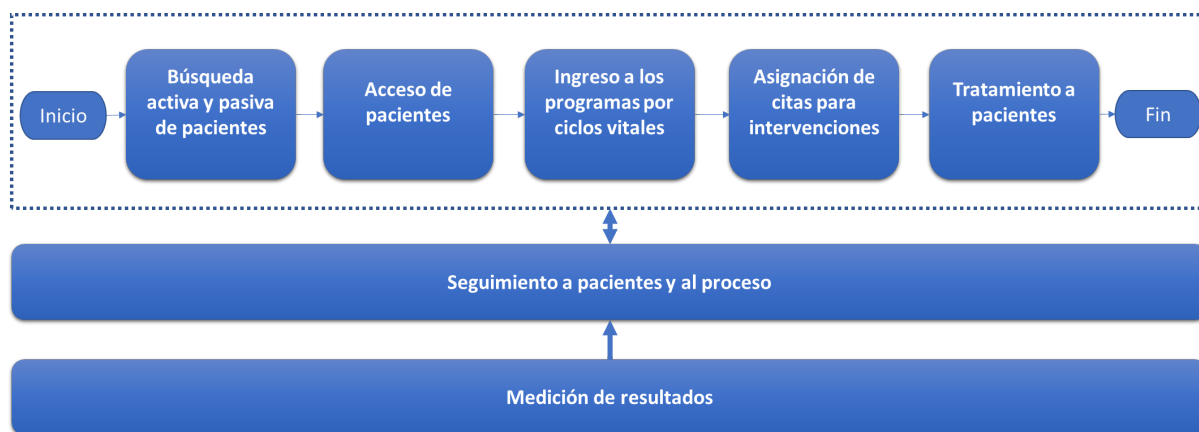 Inicio
Búsqueda
activa y pasiva
de pacientes
Acceso de
pacientes
Ingreso a los
programas por
ciclos vitales
Asignación de
citas para
intervenciones
Tratamiento a
pacientes
Fin
Seguimiento a pacientes y al proceso
Medición de resultados